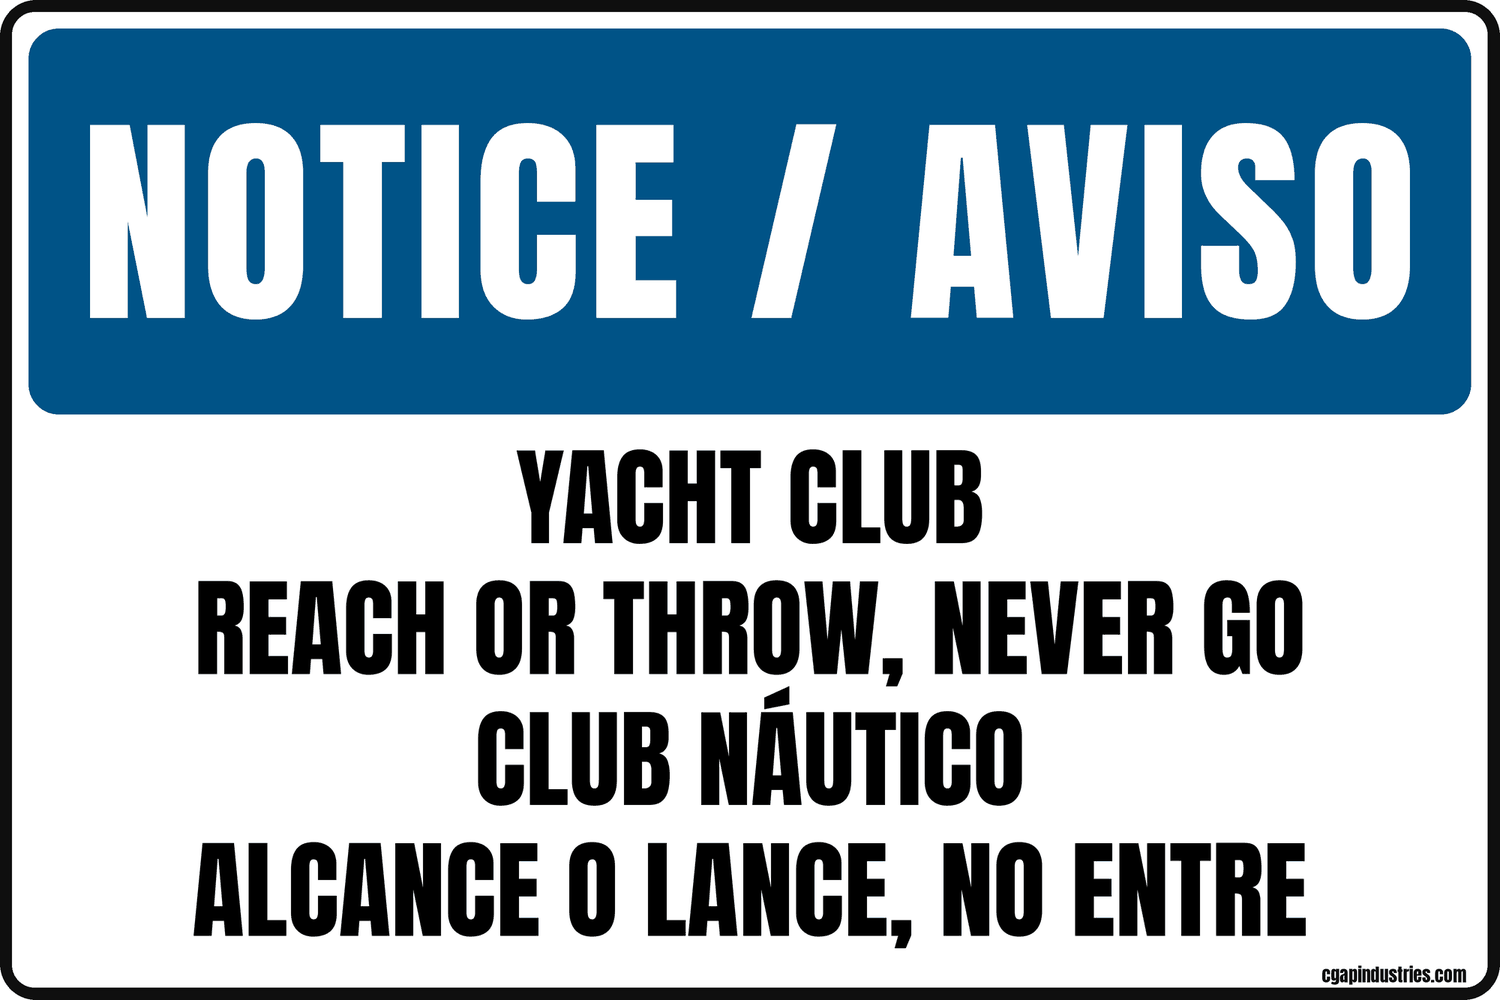 NOTICE / AVISO
YACHT CLUB
REACH OR THROW, NEVER GO
CLUB NÁUTICO
ALCANCE O LANCE, NO ENTRE
cgapindustries.com